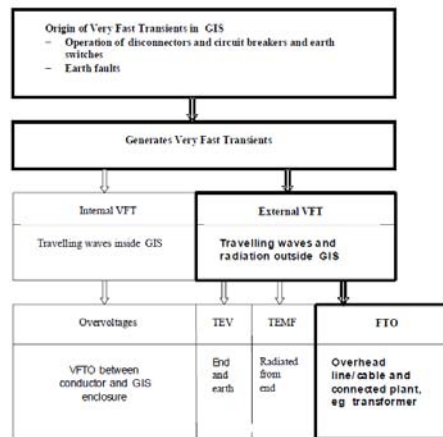 Origin of Very Fast Transients in GIS
– Operation of disconnectors and circuit breakers and earth
switches
– Earth faults
Generates Very Fast Transients
Internal VFT
Travelling waves inside GIS
External VFT
Travelling waves and
radiation outside GIS
Overvoltages
VFTO between
conductor and GIS
enclosure
TEV
End
and
earth
TEMF
Radiated
from
end
FTO
Overhead
line/cable and
connected plant,
eg transformer